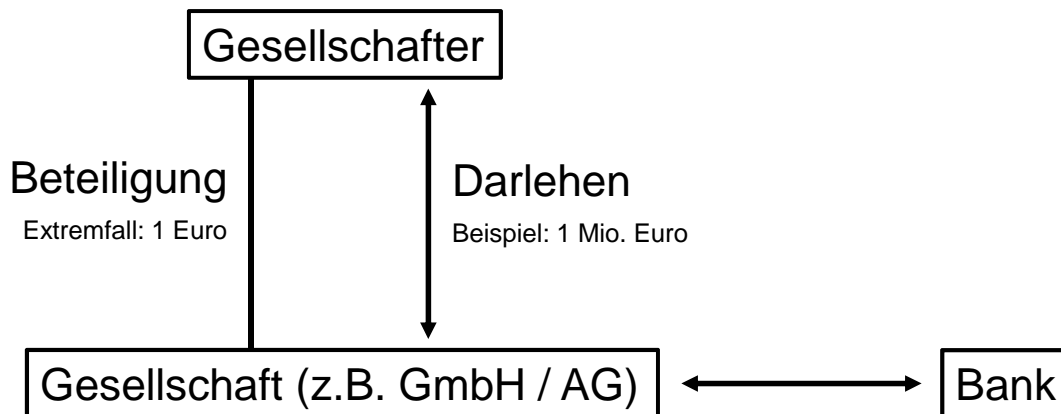 Gesellschafter
Beteiligung
Extremfall: 1 Euro
Darlehen
Beispiel: 1 Mio. Euro
Gesellschaft (z.B. GmbH / AG)
Bank